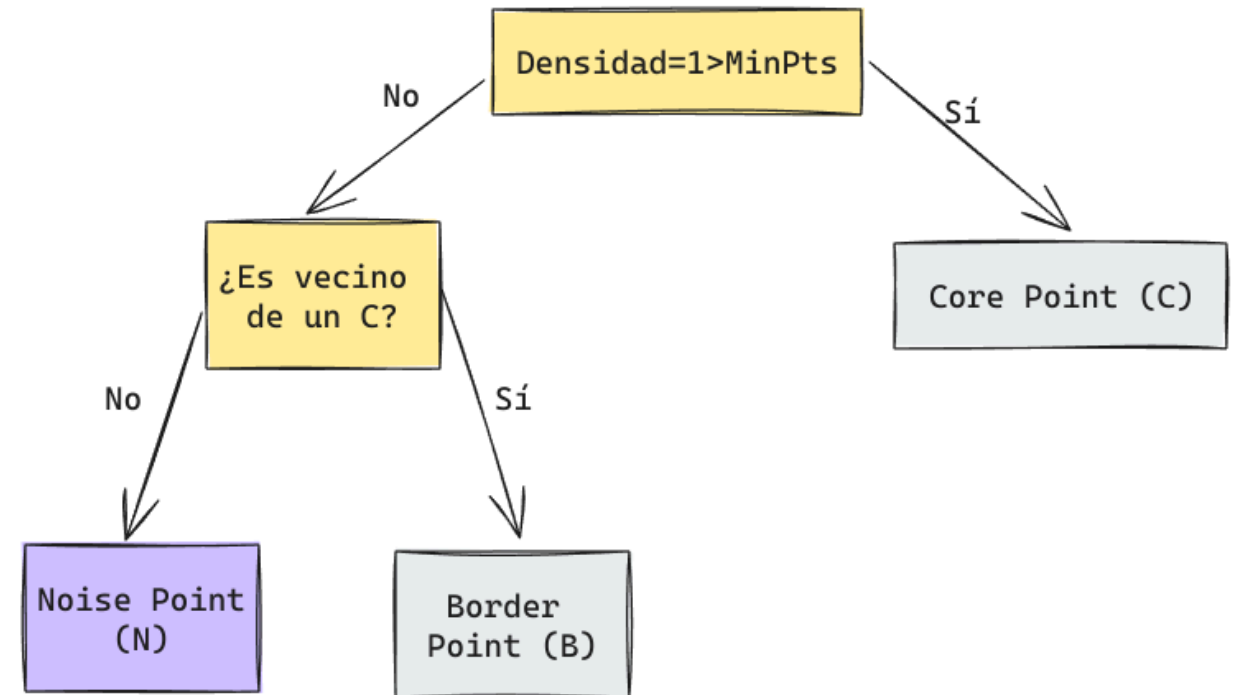 Densidad=1>MinPts
No
Sí
¿Es vecino
de un C?
Core Point (C)
No
Sí
Noise Point
(N)
Border
Point (B)